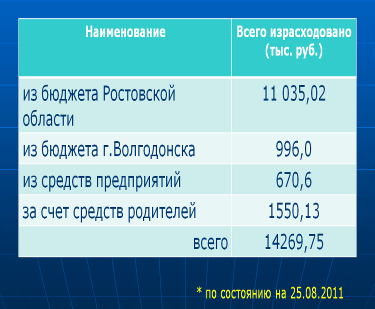 Наименование
Всего израсходовано
(тыс. руб.)
из бюджета Ростовской
области
11 035,02
из бюджета г.Волгодонска
996,0
из средств предприятий
670,6
за счет средств родителей
1550,13
всего
14269,75
* по состоянию на 25.08.2011